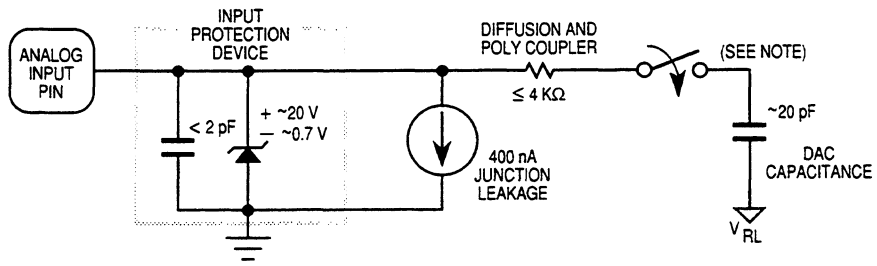 INPUT
PROTECTION
DEVICE
DIFFUSION AND
POLY COUPLER
(SEE NOTE)
ANALOG
INPUT
PIN
< 2 pF
+ ~20 V
– ~0.7 V
≤ 4 KΩ
400 nA
JUNCTION
LEAKAGE
~20 pF
DAC
CAPACITANCE
VRL